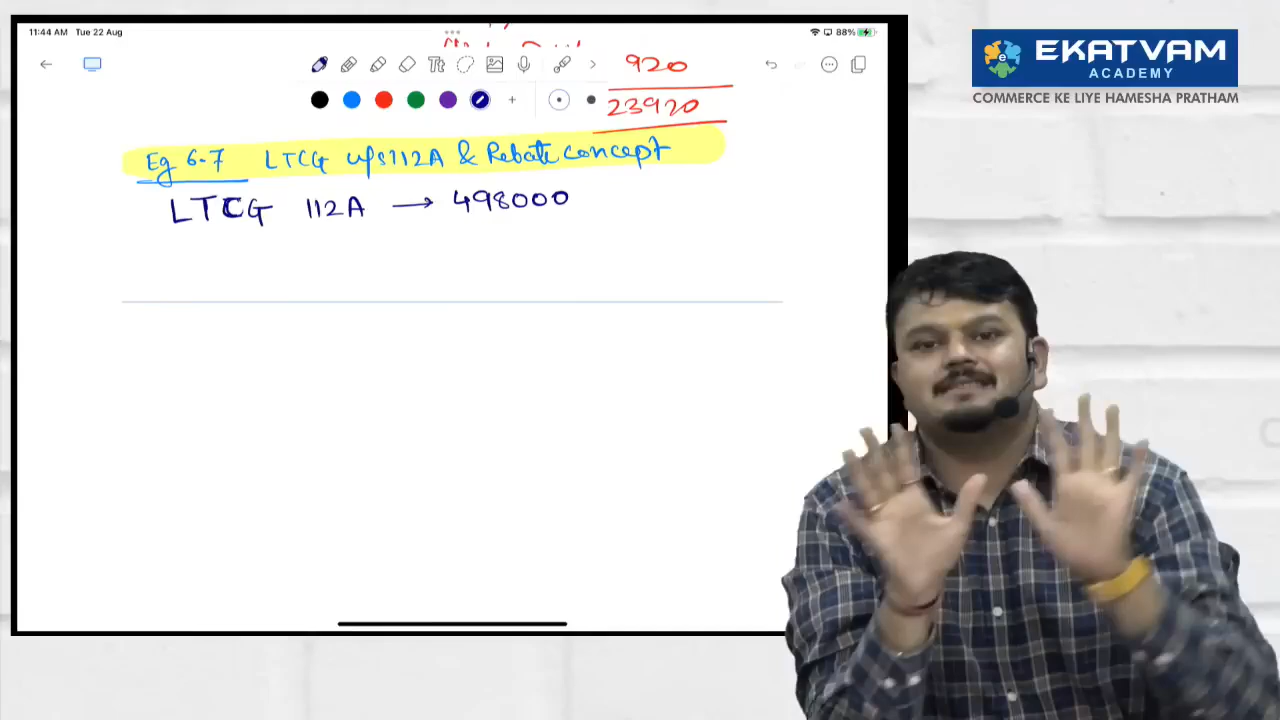 11:44 AM Tue 22 Aug
88%
920
23920
Eg 6.7 LTCG u/s 112A & Rebate concept
LTCG 112A → 498000
EKATVAM
ACADEMY
COMMERCE KE LIYE HAMESHA PRATHAM